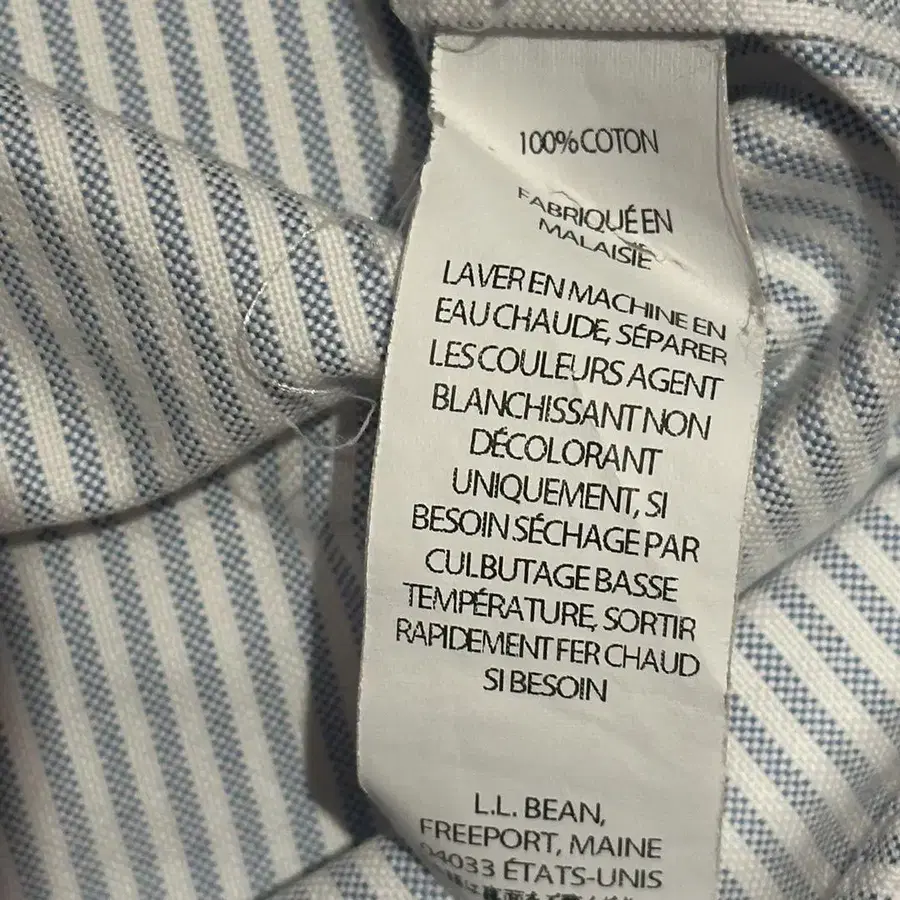 100% COTON
FABRIQUÉ EN
MALAISIE
LAVER EN MACHINE EN
EAU CHAUDE, SÉPARER
LES COULEURS AGENT
BLANCHISSANT NON
DÉCOLORANT
UNIQUEMENT, SI
BESOIN SÉCHAGE PAR
CULBUTAGE BASSE
TEMPÉRATURE, SORTIR
RAPIDEMENT FER CHAUD
SI BESOIN
L.L. BEAN,
FREEPORT, MAINE
04033 ÉTATS-UNIS